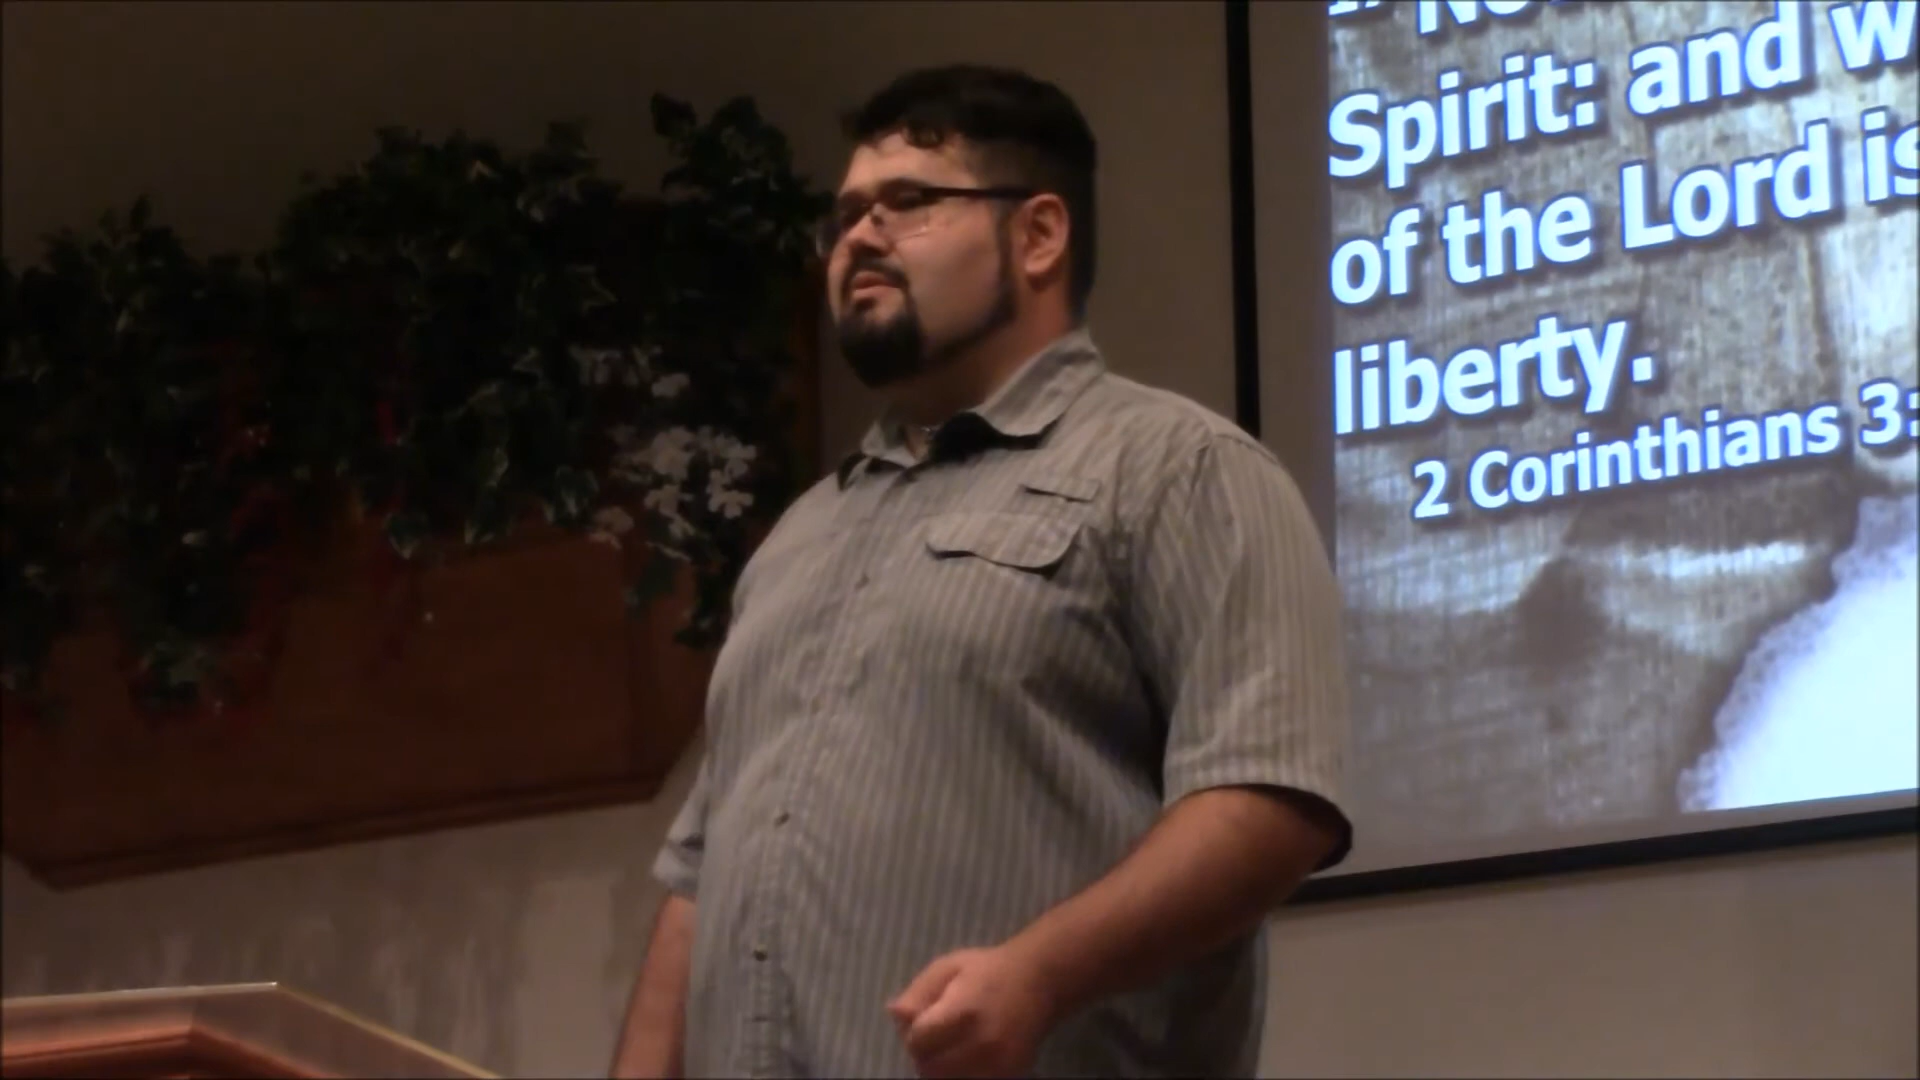 Spirit: and
of the Lord is
liberty.
2 Corinthians 3: